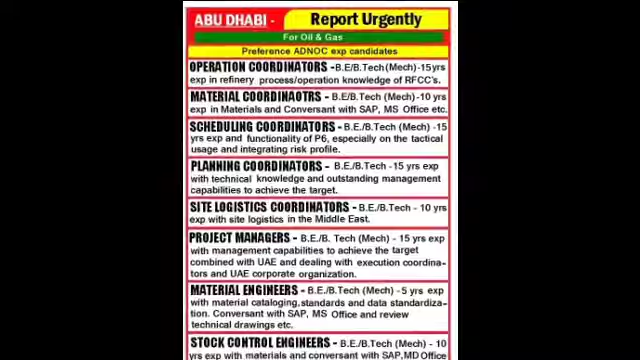 ABU DHABI - Report Urgently
For Oil & Gas
Preference ADNOC exp candidates
OPERATION COORDINATORS - B.E/B.Tech (Mech) -15 yrs
exp in refinery process/operation knowledge of RFCC's.
MATERIAL COORDINAOTRS - B.E/B.Tech (Mech) -10 yrs
exp in Materials and Conversant with SAP, MS Office etc.
SCHEDULING COORDINATORS - B.E./B.Tech (Mech) -15
yrs exp and functionality of P6, especially on the tactical
usage and integrating risk profile.
PLANNING COORDINATORS - B.E./B.Tech -15 yrs exp
with technical knowledge and outstanding management
capabilities to achieve the target.
SITE LOGISTICS COORDINATORS - B.E./B.Tech - 10 yrs
exp with site logistics in the Middle East.
PROJECT MANAGERS - B.E./B. Tech (Mech) - 15 yrs exp
with management capabilities to achieve the target
combined with UAE and dealing with execution coordina-
tors and UAE corporate organization.
MATERIAL ENGINEERS - B.E./B.Tech (Mech) - 5 yrs exp
with material cataloging, standards and data standardiza-
tion. Conversant with SAP, MS Office and review
technical drawings etc.
STOCK CONTROL ENGINEERS - B.E/B.Tech (Mech) - 10
yrs exp with materials and conversant with SAP,MD Office